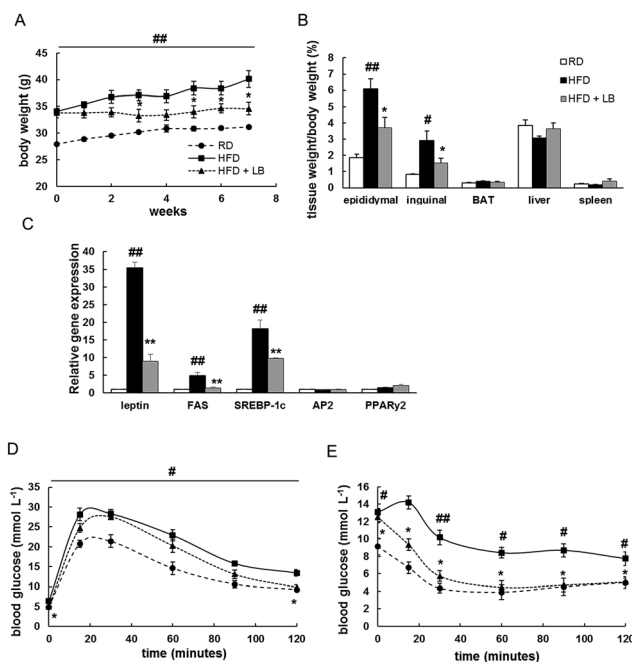 A
##
body weight (g)
45
40
35
30
25
20
* * * *
RD
HFD
HFD + LB
0 2 4 6 8
weeks
B
tissue weight/body weight (%)
8
7
6
5
4
3
2
1
0
## #
* *
RD
HFD
HFD + LB
epididymal inguinal BAT liver spleen
C
Relative gene expression
40
35
30
25
20
15
10
5
0
## ## ##
** ** **
leptin FAS SREBP-1c AP2 PPARγ2
D
#
blood glucose (mmol L⁻¹)
35
30
25
20
15
10
5
0
* *
0 20 40 60 80 100 120
time (minutes)
E
blood glucose (mmol L⁻¹)
16
14
12
10
8
6
4
2
0
# ## # # #
* * * * * *
0 20 40 60 80 100 120
time (minutes)